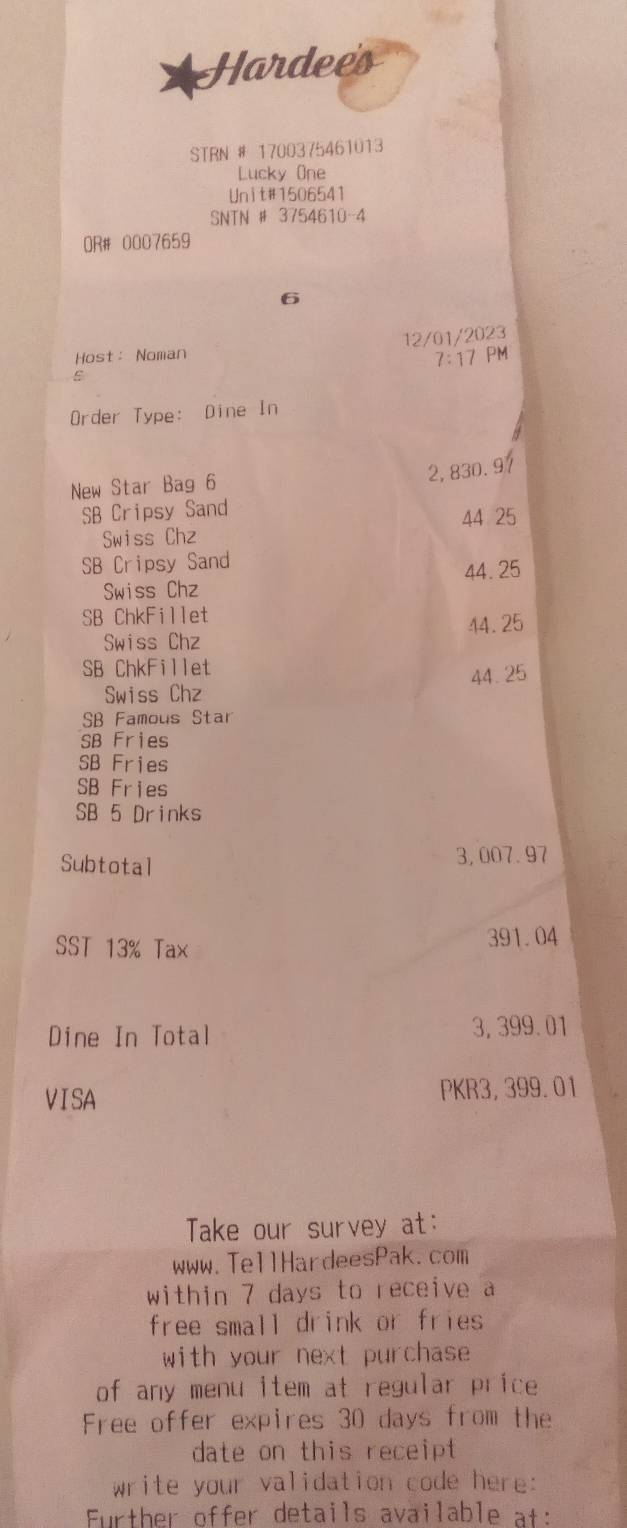 Hardee's
STRN # 1700375461013
Lucky One
Unit#1506541
SNTN # 3754610-4
OR# 0007659
6
12/01/2023
Host: Noman 7:17 PM
6
Order Type: Dine In
New Star Bag 6 2,830.97
SB Cripsy Sand
Swiss Chz 44.25
SB Cripsy Sand
Swiss Chz 44.25
SB ChkFillet
Swiss Chz 44.25
SB ChkFillet
Swiss Chz 44.25
SB Famous Star
SB Fries
SB Fries
SB Fries
SB 5 Drinks
Subtotal 3,007.97
SST 13% Tax 391.04
Dine In Total 3,399.01
VISA PKR3,399.01
Take our survey at:
www.TellHardeesPak.com
within 7 days to receive a
free small drink or fries
with your next purchase
of any menu item at regular price
Free offer expires 30 days from the
date on this receipt
write your validation code here:
Further offer details available at: